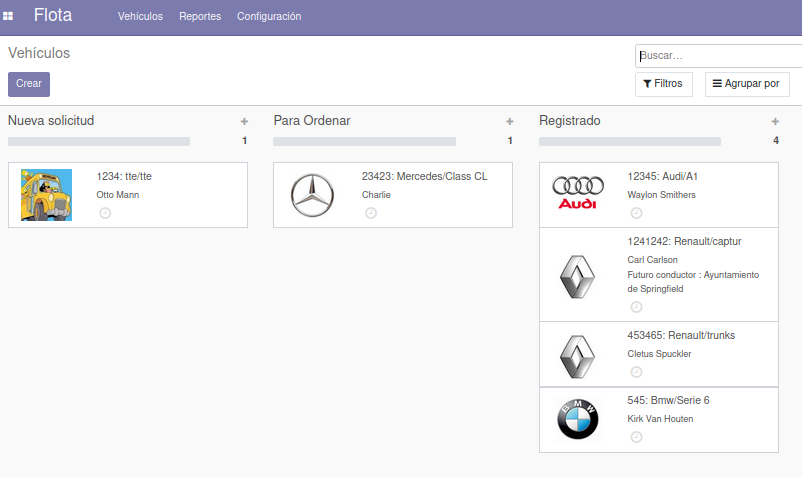 Flota
Vehículos
Reportes
Configuración
Vehículos
Buscar...
Crear
Filtros
Agrupar por
Nueva solicitud
+
1
1234: tte/tte
Otto Mann
Para Ordenar
+
1
23423: Mercedes/Class CL
Charlie
Registrado
+
4
Audi
12345: Audi/A1
Waylon Smithers
1241242: Renault/captur
Carl Carlson
Futuro conductor : Ayuntamiento
de Springfield
453465: Renault/trunks
Cletus Spuckler
BMW
545: Bmw/Serie 6
Kirk Van Houten